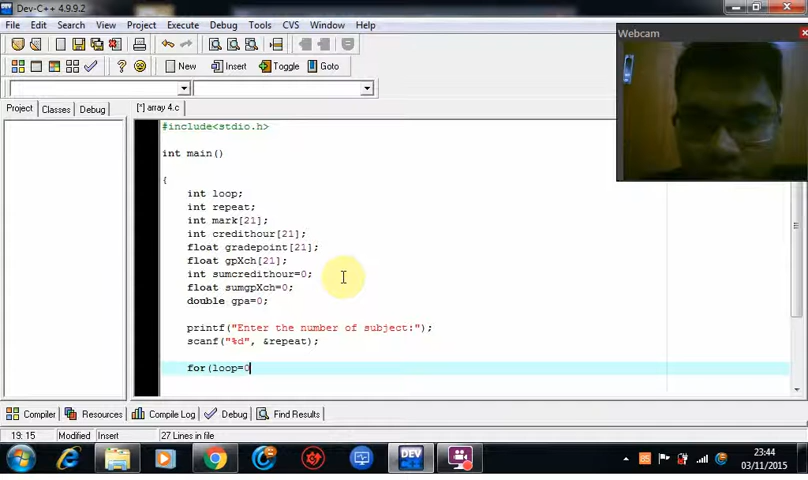 Dev-C++ 4.9.9.2
File Edit Search View Project Execute Debug Tools CVS Window Help
New Insert Toggle Goto
Project Classes Debug
[*] array 4.c
#include<stdio.h>
int main()
{
int loop;
int repeat;
int mark[21];
int credithour[21];
float gradepoint[21];
float gpXch[21];
int sumcredithour=0;
float sumgpXch=0;
double gpa=0;
printf("Enter the number of subject:");
scanf("%d", &repeat);
for(loop=0
Compiler Resources Compile Log Debug Find Results
19: 15 Modified Insert 27 Lines in file
Webcam
DEV
23:44
03/11/2015